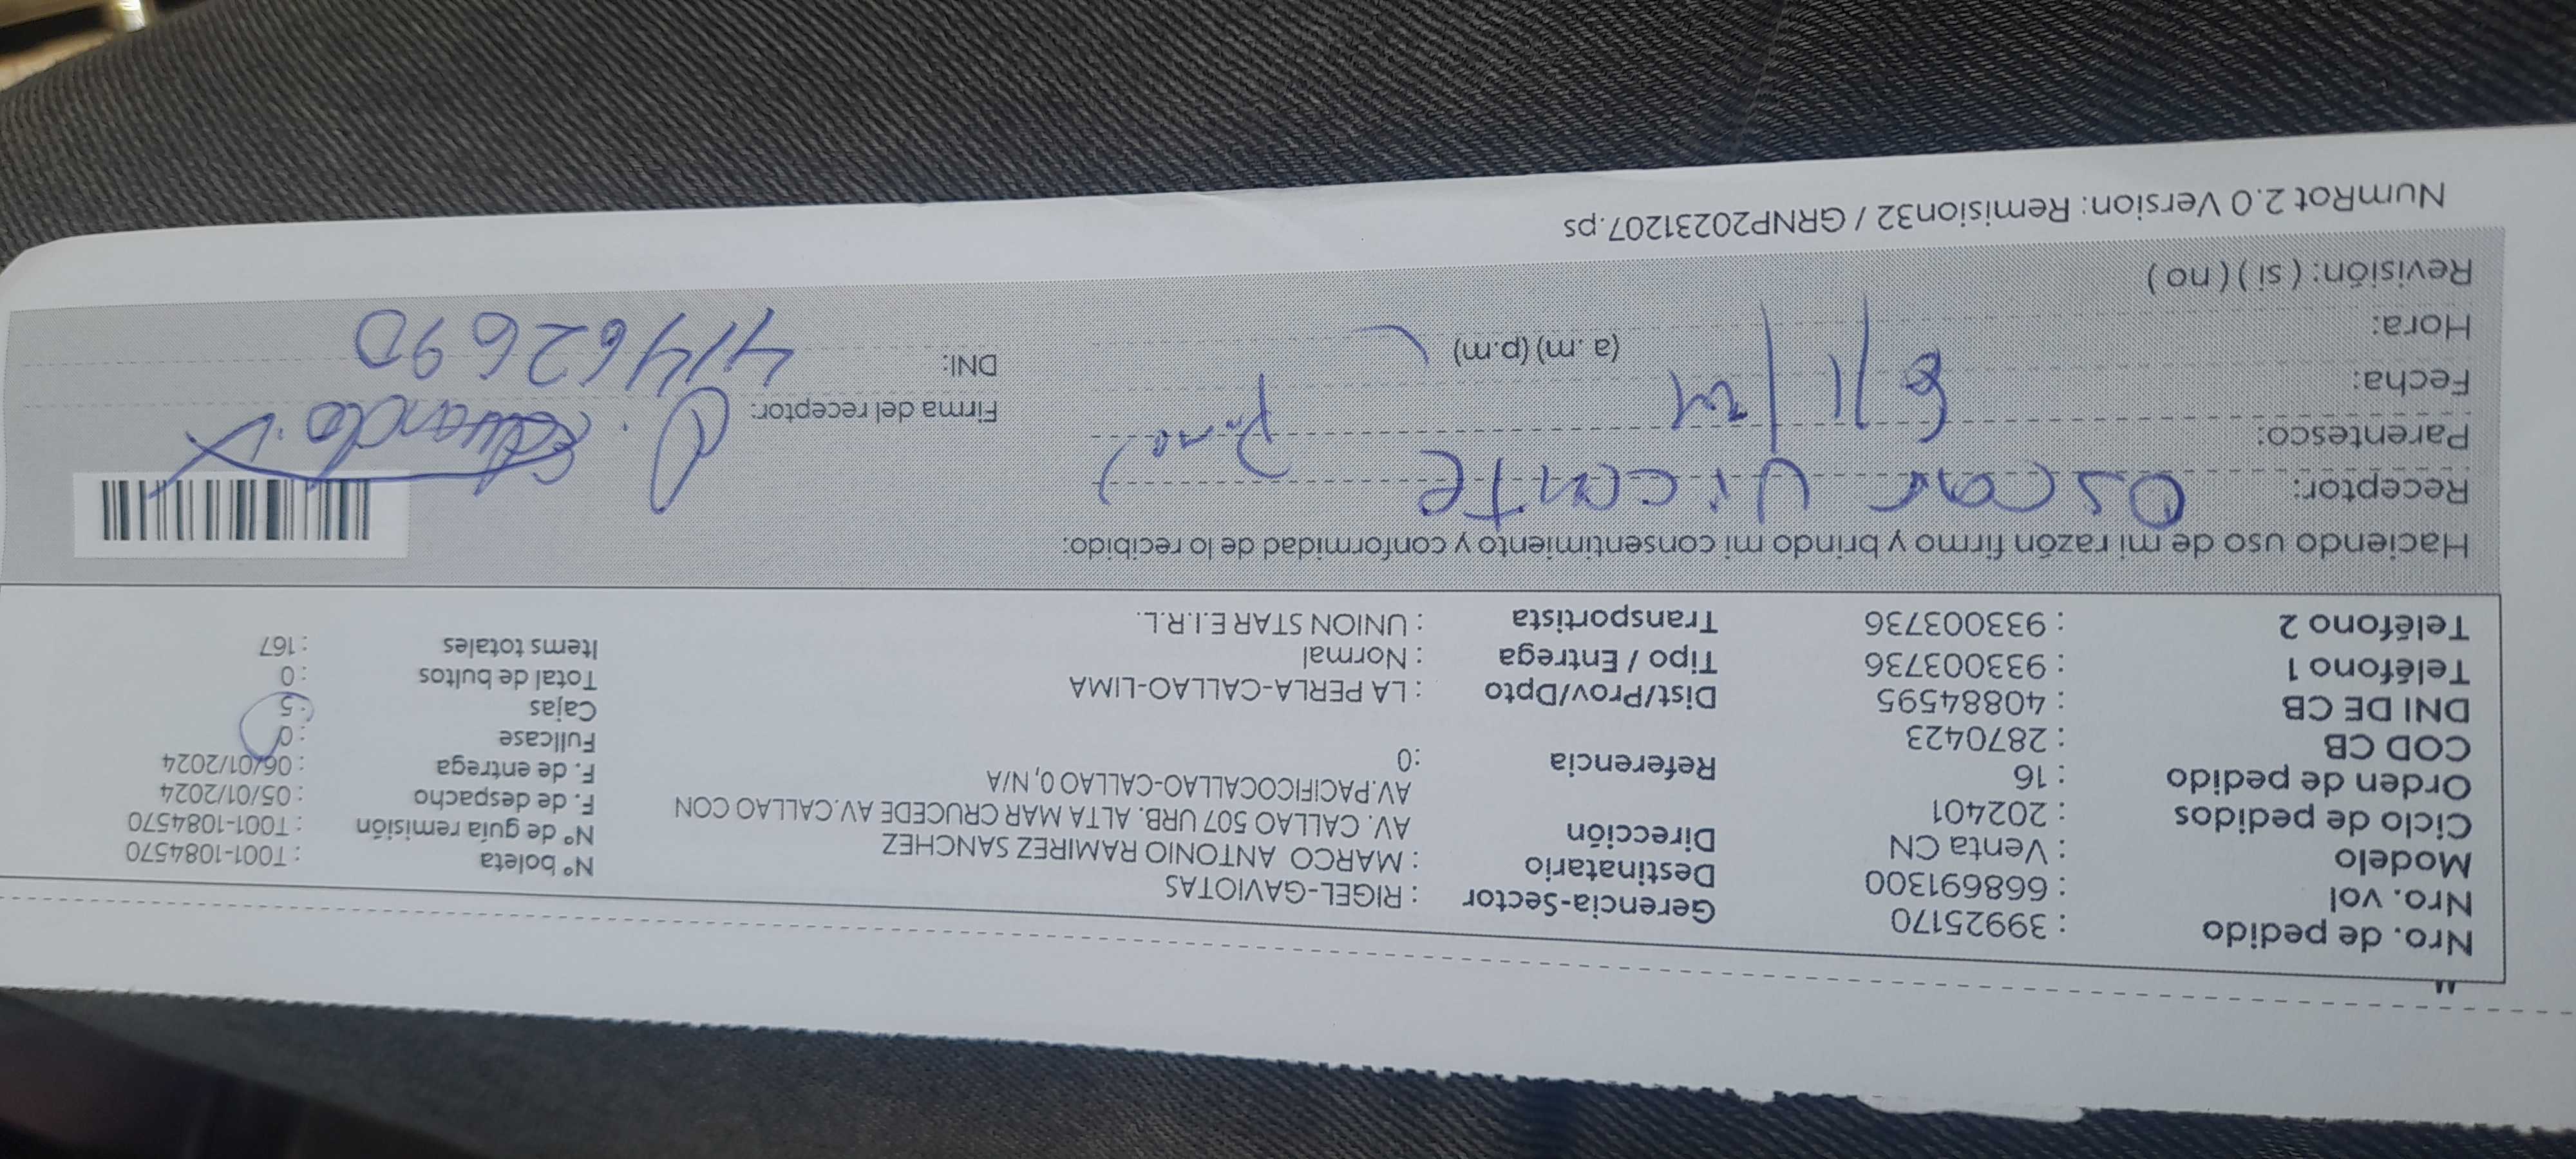 Nro. de pedido : 39925170 Gerencia-Sector : RIGEL-GAVIOTAS Nº boleta : T001-1084570
Nro. vol : 668691300 Destinatario : MARCO ANTONIO RAMIREZ SANCHEZ Nº de guía remisión : T001-1084570
Modelo : Venta CN Dirección AV. CALLAO 507 URB. ALTA MAR CRUCEDE AV.CALLAO CON F. de despacho : 05/01/2024
Ciclo de pedidos : 202401 AV.PACIFICOCALLAO-CALLAO 0, N/A F. de entrega : 06/01/2024
Orden de pedido : 16 Referencia :0 Fullcase : 0
COD CB : 2870423 Cajas : 5
DNI DE CB : 40884595 Dist/Prov/Dpto : LA PERLA-CALLAO-LIMA Total de bultos : 0
Teléfono 1 : 933003736 Tipo / Entrega : Normal Items totales : 167
Teléfono 2 : 933003736 Transportista : UNION STAR E.I.R.L.
Haciendo uso de mi razón firmo y brindo mi consentimiento y conformidad de lo recibido:
Receptor: Oscar Vicente
Parentesco: Firma del receptor:
Fecha: 6/1/24 DNI: 41462690
Hora: (a.m) (p.m)
Revisión: (si) (no)
NumRot 2.0 Version: Remision32 / GRNP20231207.ps